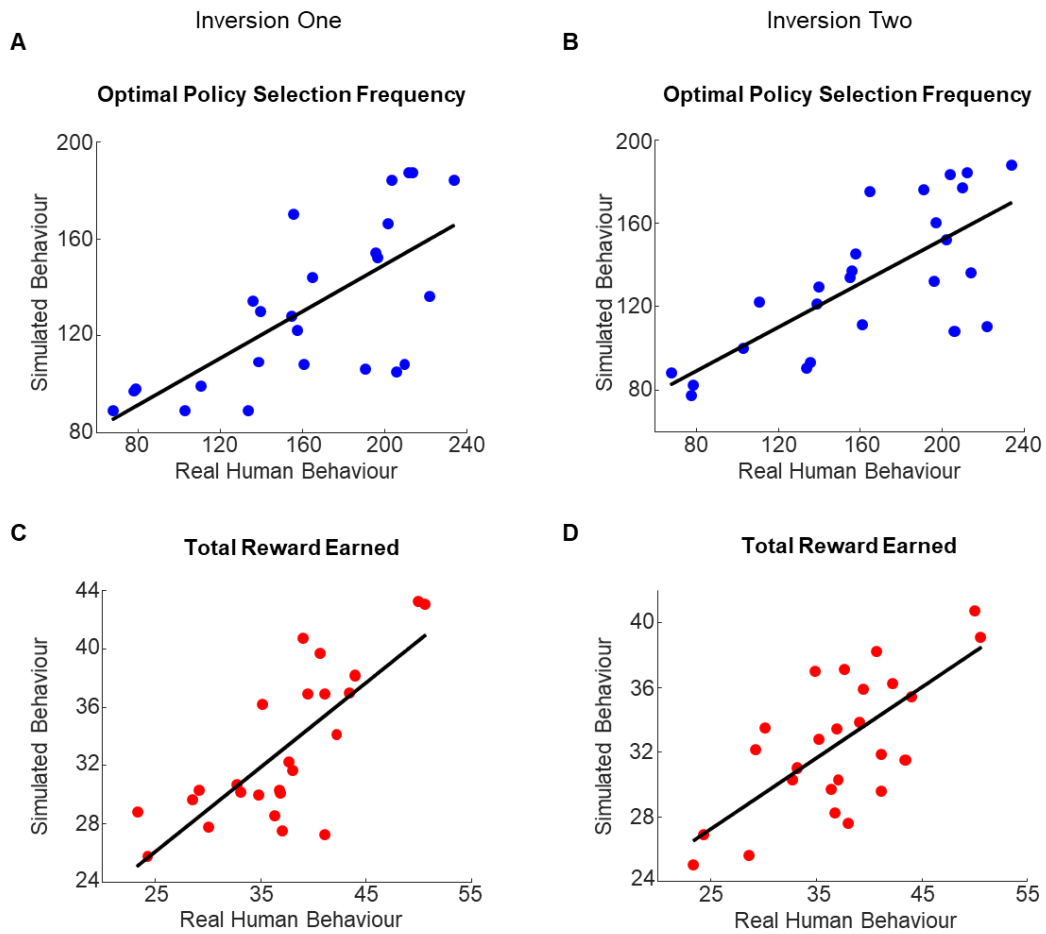 Inversion One
Inversion Two
A
B
Optimal Policy Selection Frequency
Optimal Policy Selection Frequency
200
160
120
80
Simulated Behaviour
80
120
160
200
240
Real Human Behaviour
200
160
120
80
Simulated Behaviour
80
120
160
200
240
Real Human Behaviour
C
D
Total Reward Earned
Total Reward Earned
44
40
36
32
28
24
Simulated Behaviour
25
35
45
55
Real Human Behaviour
40
36
32
28
24
Simulated Behaviour
25
35
45
55
Real Human Behaviour